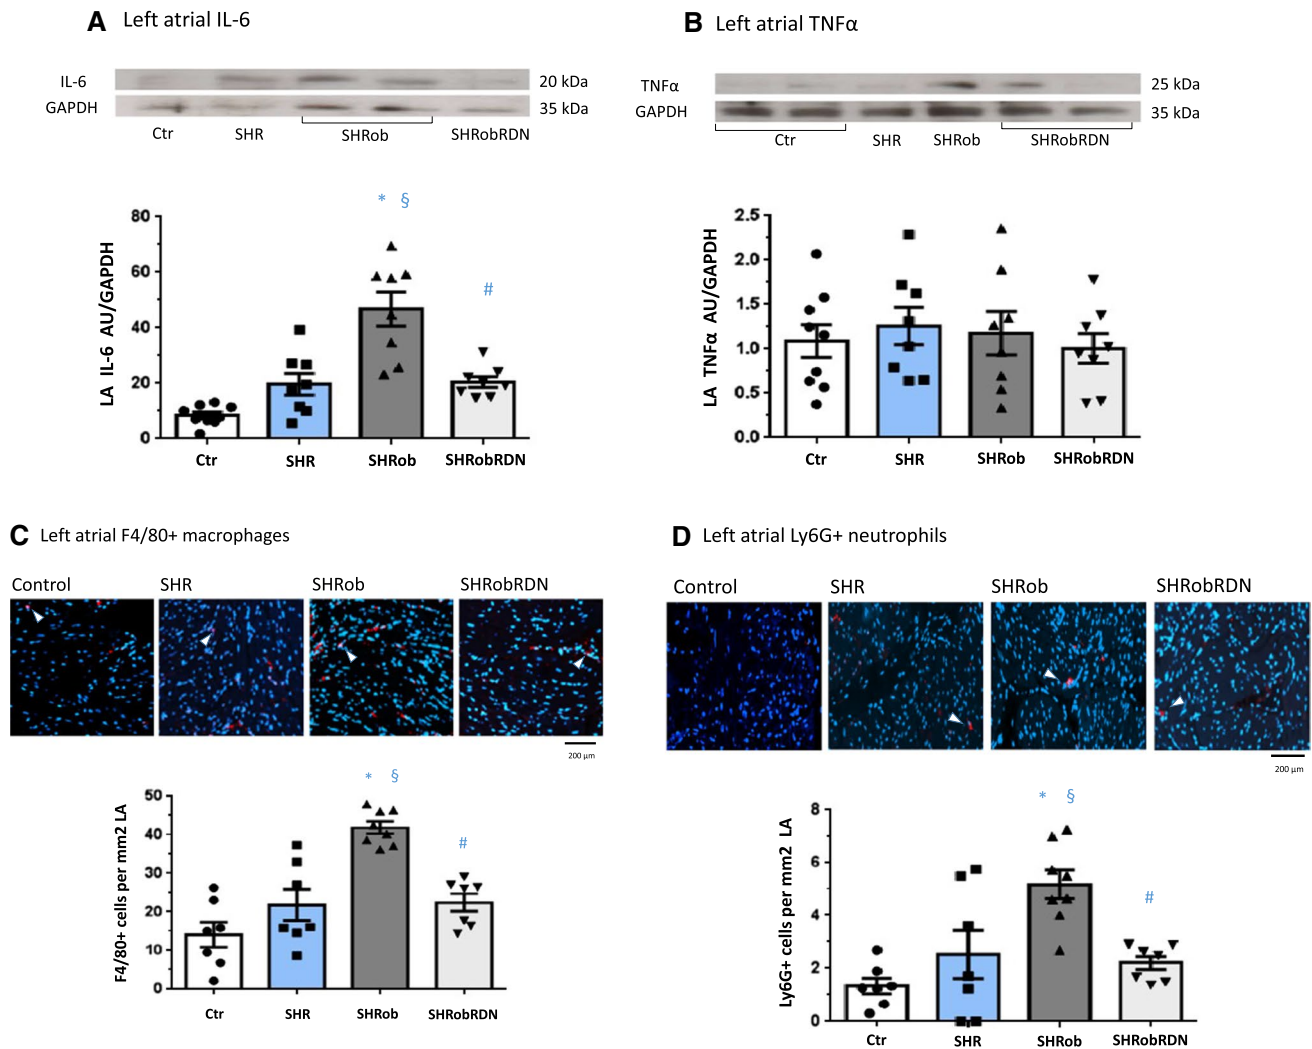 A Left atrial IL-6
IL-6 20 kDa
GAPDH 35 kDa
Ctr SHR SHRob SHRobRDN
* §
#
LA IL-6 AU/GAPDH
80
60
40
20
0
Ctr SHR SHRob SHRobRDN
B Left atrial TNFα
TNFα 25 kDa
GAPDH 35 kDa
Ctr SHR SHRob SHRobRDN
LA TNFα AU/GAPDH
2.5
2.0
1.5
1.0
0.5
0.0
Ctr SHR SHRob SHRobRDN
C Left atrial F4/80+ macrophages
Control SHR SHRob SHRobRDN
200 µm
* §
#
F4/80+ cells per mm2 LA
50
40
30
20
10
0
Ctr SHR SHRob SHRobRDN
D Left atrial Ly6G+ neutrophils
Control SHR SHRob SHRobRDN
200 µm
* §
#
Ly6G+ cells per mm2 LA
8
6
4
2
0
Ctr SHR SHRob SHRobRDN